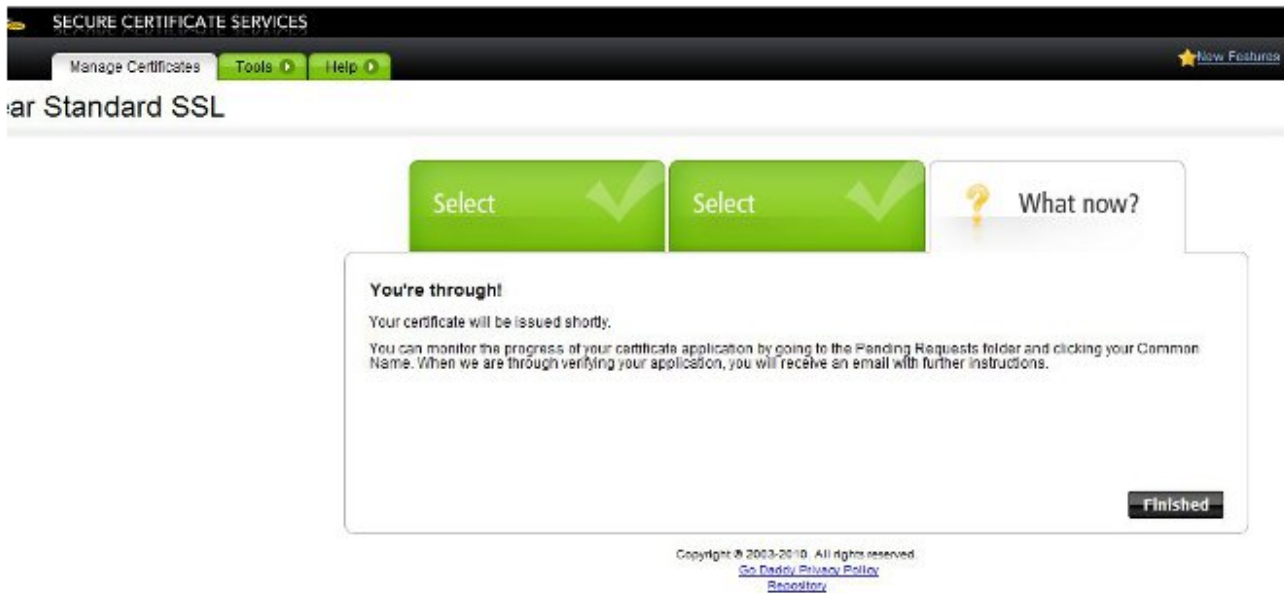 SECURE CERTIFICATE SERVICES
Manage Certificates Tools Help New Features
ar Standard SSL
Select Select What now?
You're through!
Your certificate will be issued shortly.
You can monitor the progress of your certificate application by going to the Pending Requests folder and clicking your Common
Name. When we are through verifying your application, you will receive an email with further instructions.
Finished
Copyright © 2003-2010. All rights reserved.
Go Daddy Privacy Policy
Repository